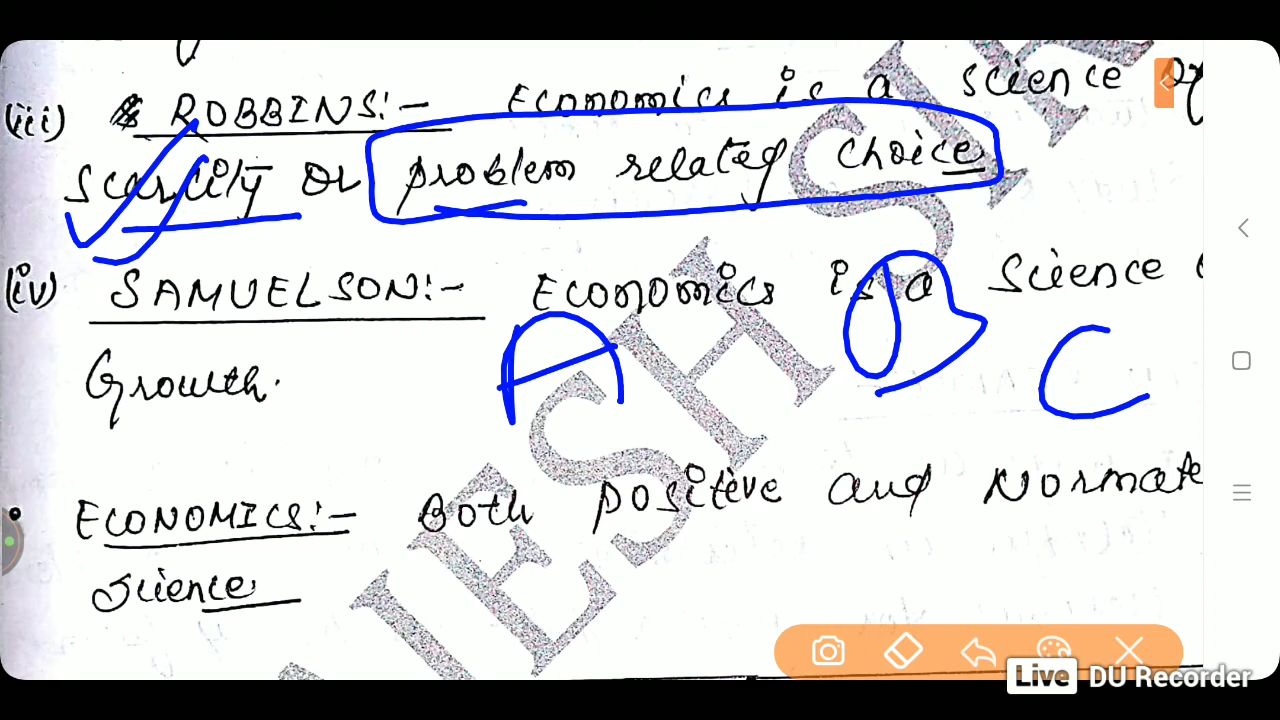 (iii) ROBBINS:- Economics is a science of
Scarcity or problem related choice
(iv) SAMUELSON:- Economics is a Science
Growth.
A B C
ECONOMICS:- Both positive and Normate
Science
Live DU Recorder